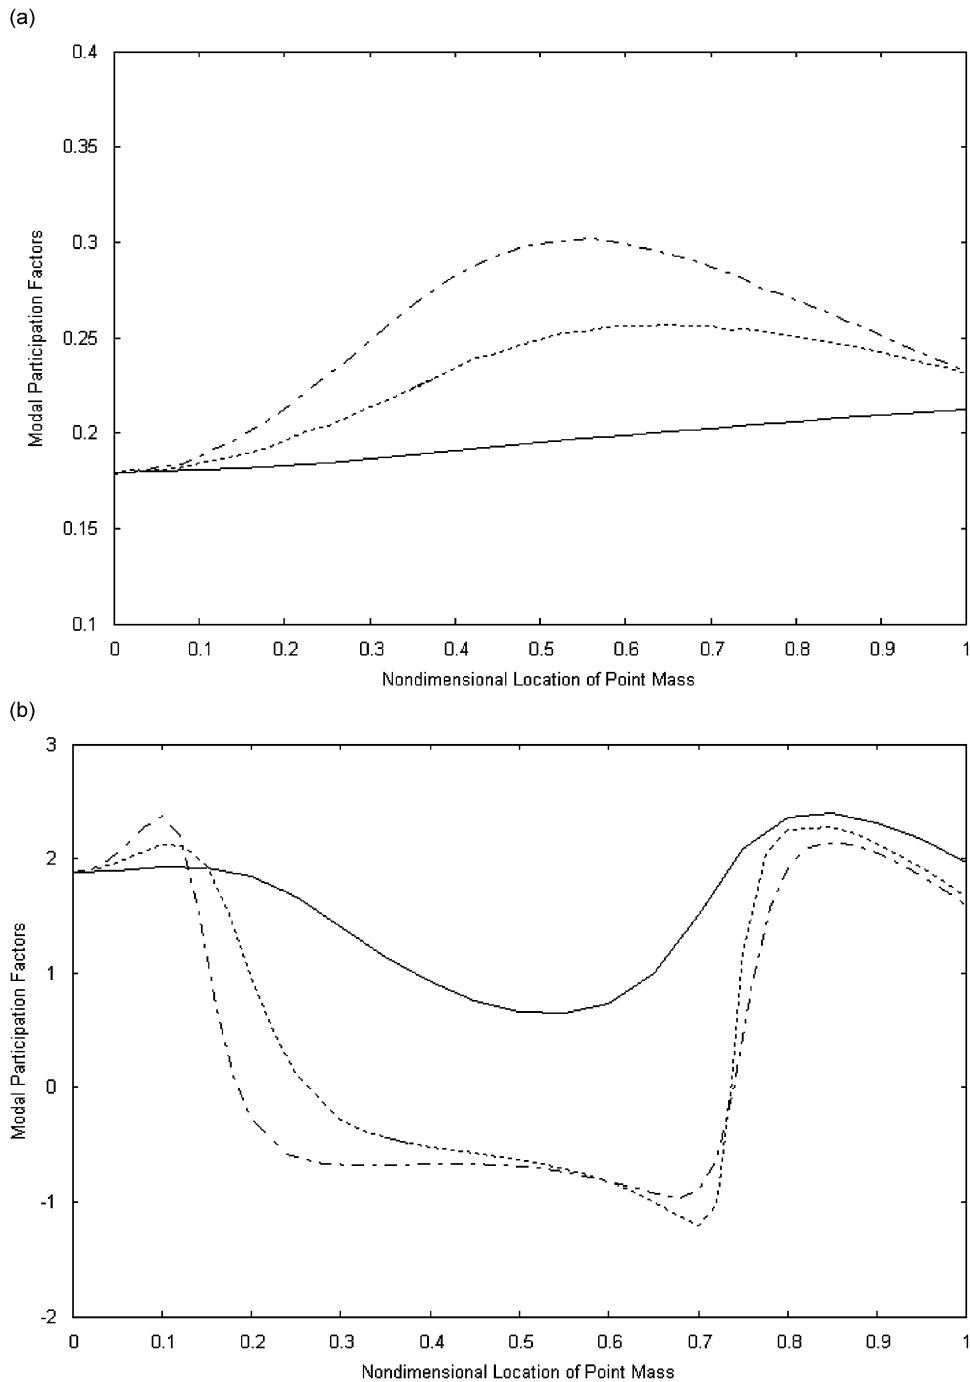 (a)
0.4
0.35
0.3
0.25
0.2
0.15
0.1
Modal Participation Factors
0 0.1 0.2 0.3 0.4 0.5 0.6 0.7 0.8 0.9 1
Nondimensional Location of Point Mass
(b)
3
2
1
0
-1
-2
Modal Participation Factors
0 0.1 0.2 0.3 0.4 0.5 0.6 0.7 0.8 0.9 1
Nondimensional Location of Point Mass